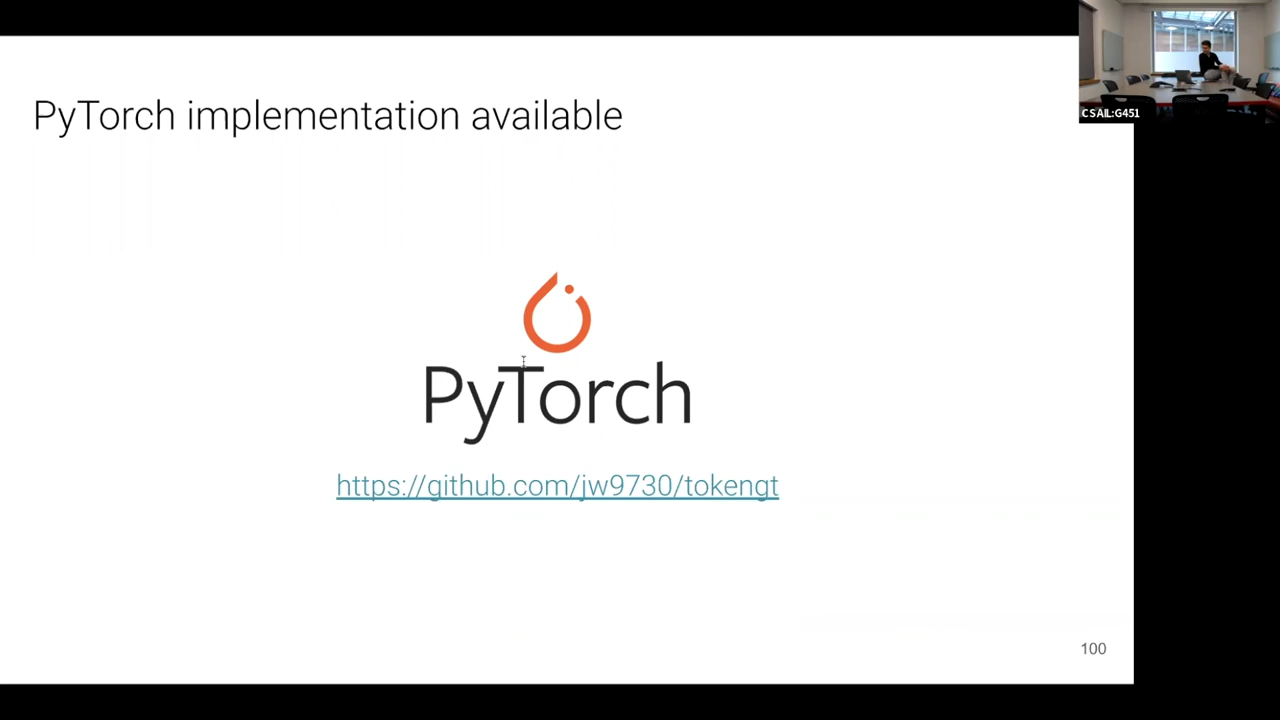 PyTorch implementation available
CSAIL:G451
PyTorch
https://github.com/jw9730/tokengt
100